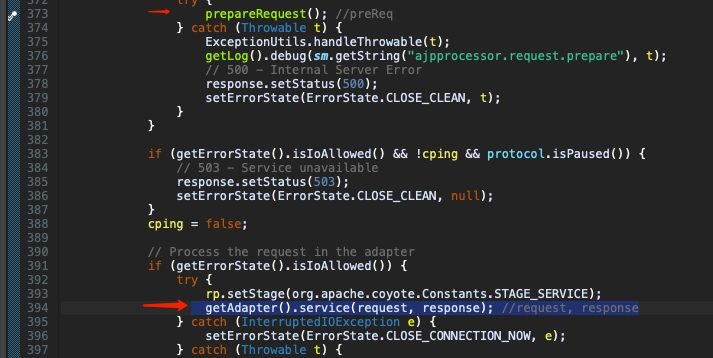 372 try {
373 prepareRequest(); //preReq
374 } catch (Throwable t) {
375 ExceptionUtils.handleThrowable(t);
376 getLog().debug(sm.getString("ajpprocessor.request.prepare"), t);
377 // 500 - Internal Server Error
378 response.setStatus(500);
379 setErrorState(ErrorState.CLOSE_CLEAN, t);
380 }
381 }
382
383 if (getErrorState().isIoAllowed() && !cping && protocol.isPaused()) {
384 // 503 - Service unavailable
385 response.setStatus(503);
386 setErrorState(ErrorState.CLOSE_CLEAN, null);
387 }
388 cping = false;
389
390 // Process the request in the adapter
391 if (getErrorState().isIoAllowed()) {
392 try {
393 rp.setStage(org.apache.coyote.Constants.STAGE_SERVICE);
394 getAdapter().service(request, response); //request, response
395 } catch (InterruptedIOException e) {
396 setErrorState(ErrorState.CLOSE_CONNECTION_NOW, e);
397 } catch (Throwable t) {